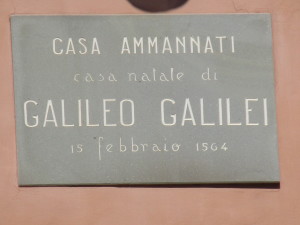 CASA AMMANNATI
casa natale di
GALILEO GALILEI
15 febbraio 1564